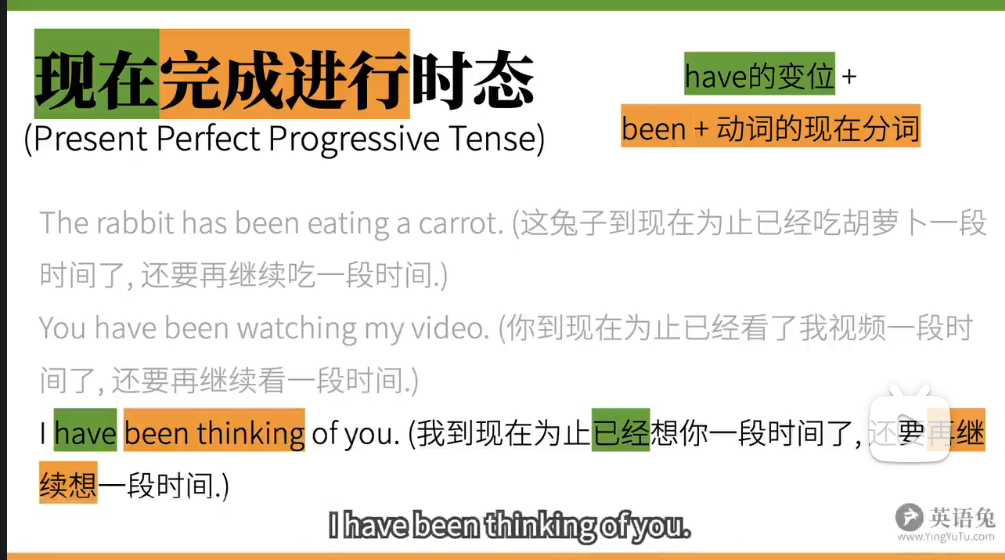 现在完成进行时态
(Present Perfect Progressive Tense)
have的变位 +
been + 动词的现在分词
The rabbit has been eating a carrot. (这兔子到现在为止已经吃胡萝卜一段
时间了, 还要再继续吃一段时间.)
You have been watching my video. (你到现在为止已经看了我视频一段时
间了, 还要再继续看一段时间.)
I have been thinking of you. (我到现在为止已经想你一段时间了, 还要再继
续想一段时间.)
I have been thinking of you.
英语兔
www.YingYuTu.com